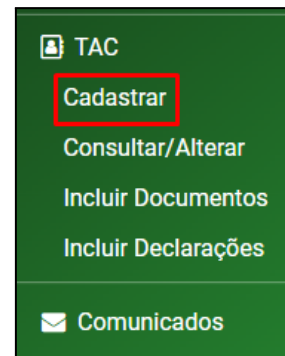 TAC
Cadastrar
Consultar/Alterar
Incluir Documentos
Incluir Declarações
Comunicados